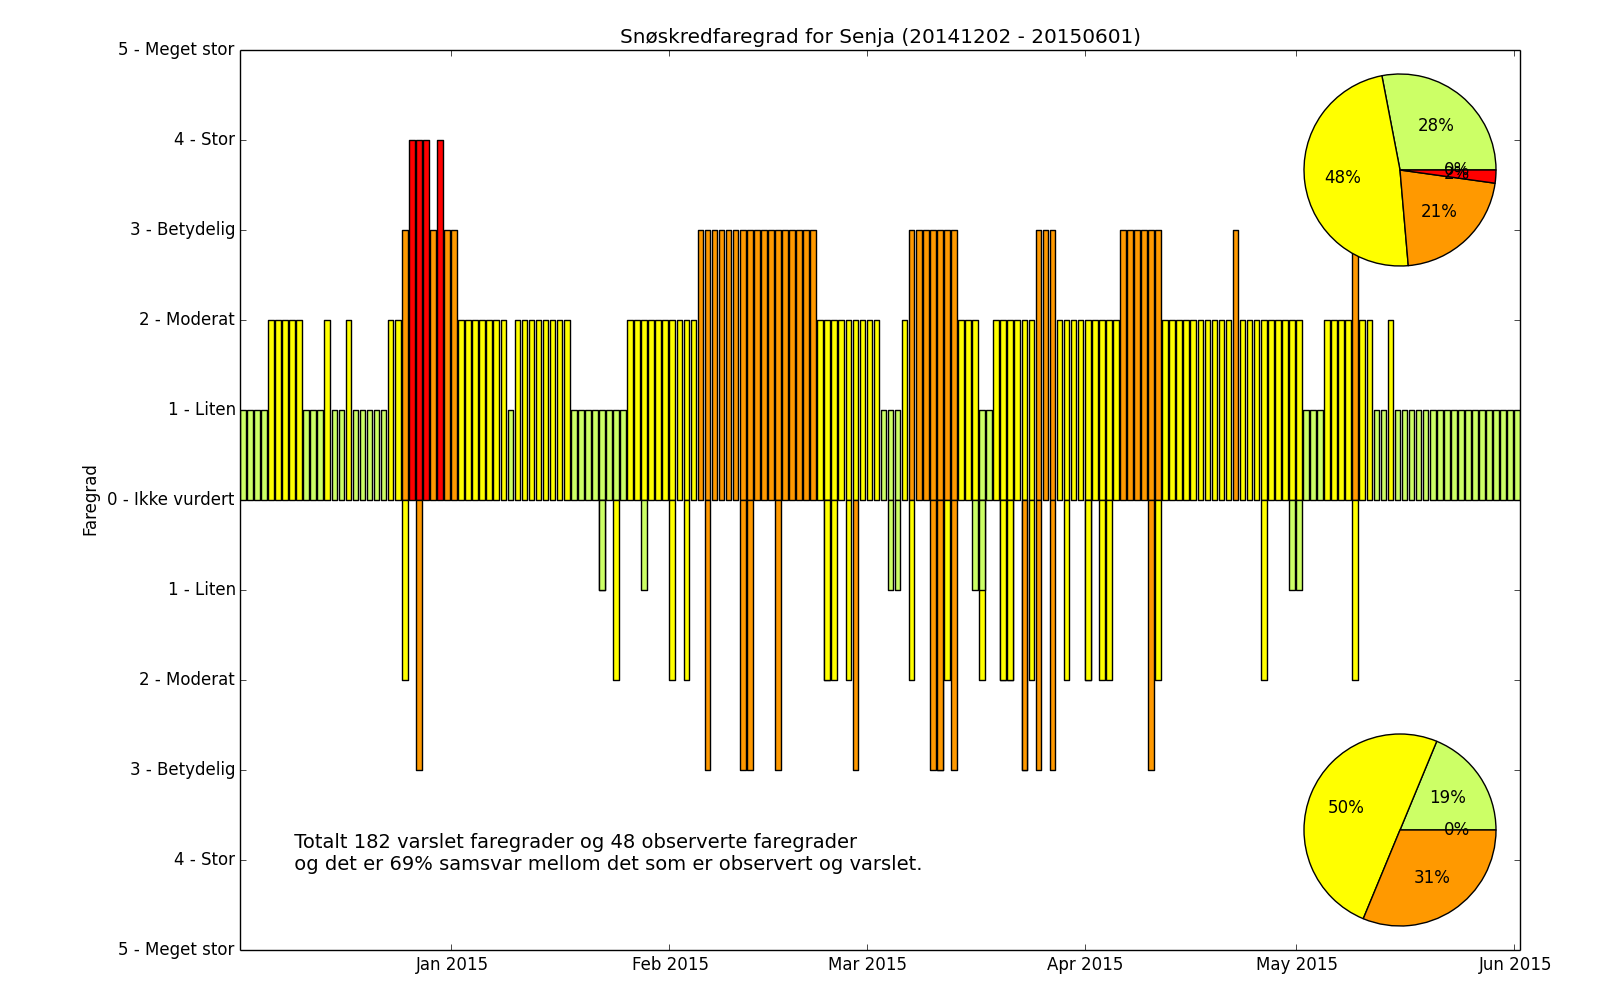 Snøskredfaregrad for Senja (20141202 - 20150601)
5 - Meget stor
4 - Stor
3 - Betydelig
2 - Moderat
1 - Liten
0 - Ikke vurdert
1 - Liten
2 - Moderat
3 - Betydelig
4 - Stor
5 - Meget stor
Faregrad
28%
48%
21%
2%
0%
19%
50%
31%
0%
Totalt 182 varslet faregrader og 48 observerte faregrader
og det er 69% samsvar mellom det som er observert og varslet.
Jan 2015
Feb 2015
Mar 2015
Apr 2015
May 2015
Jun 2015